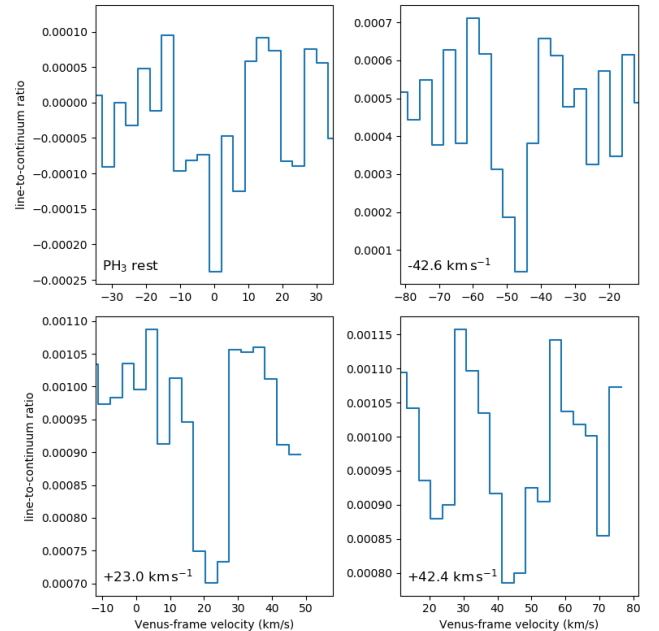 line-to-continuum ratio
0.00010
0.00005
0.00000
−0.00005
−0.00010
−0.00015
−0.00020
−0.00025
PH₃ rest
−30 −20 −10 0 10 20 30
0.0007
0.0006
0.0005
0.0004
0.0003
0.0002
0.0001
-42.6 km s⁻¹
−80 −70 −60 −50 −40 −30 −20
line-to-continuum ratio
0.00110
0.00105
0.00100
0.00095
0.00090
0.00085
0.00080
0.00075
0.00070
+23.0 km s⁻¹
−10 0 10 20 30 40 50
Venus-frame velocity (km/s)
0.00115
0.00110
0.00105
0.00100
0.00095
0.00090
0.00085
0.00080
+42.4 km s⁻¹
20 30 40 50 60 70 80
Venus-frame velocity (km/s)